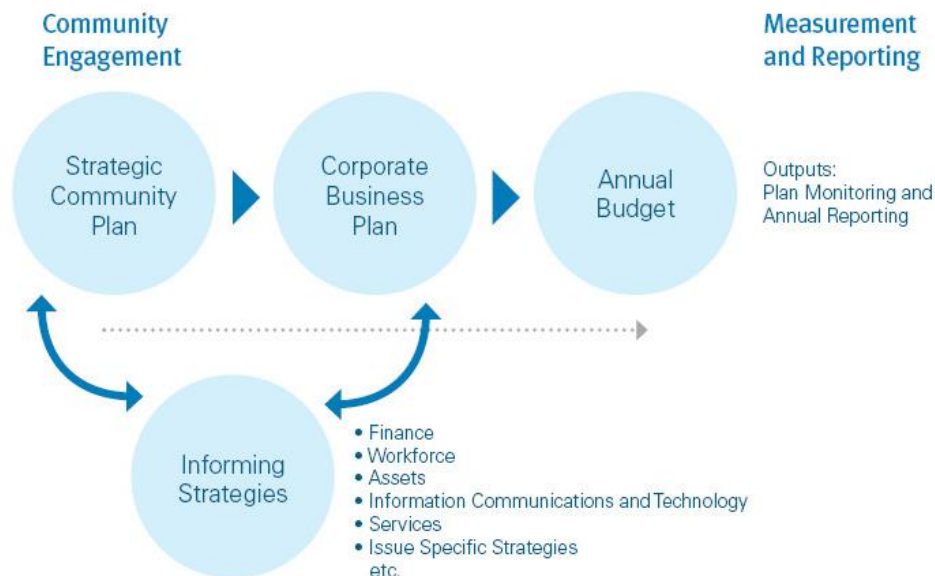 Community
Engagement
Measurement
and Reporting
Strategic
Community
Plan
Corporate
Business
Plan
Annual
Budget
Outputs:
Plan Monitoring and
Annual Reporting
Informing
Strategies
• Finance
• Workforce
• Assets
• Information Communications and Technology
• Services
• Issue Specific Strategies
etc.